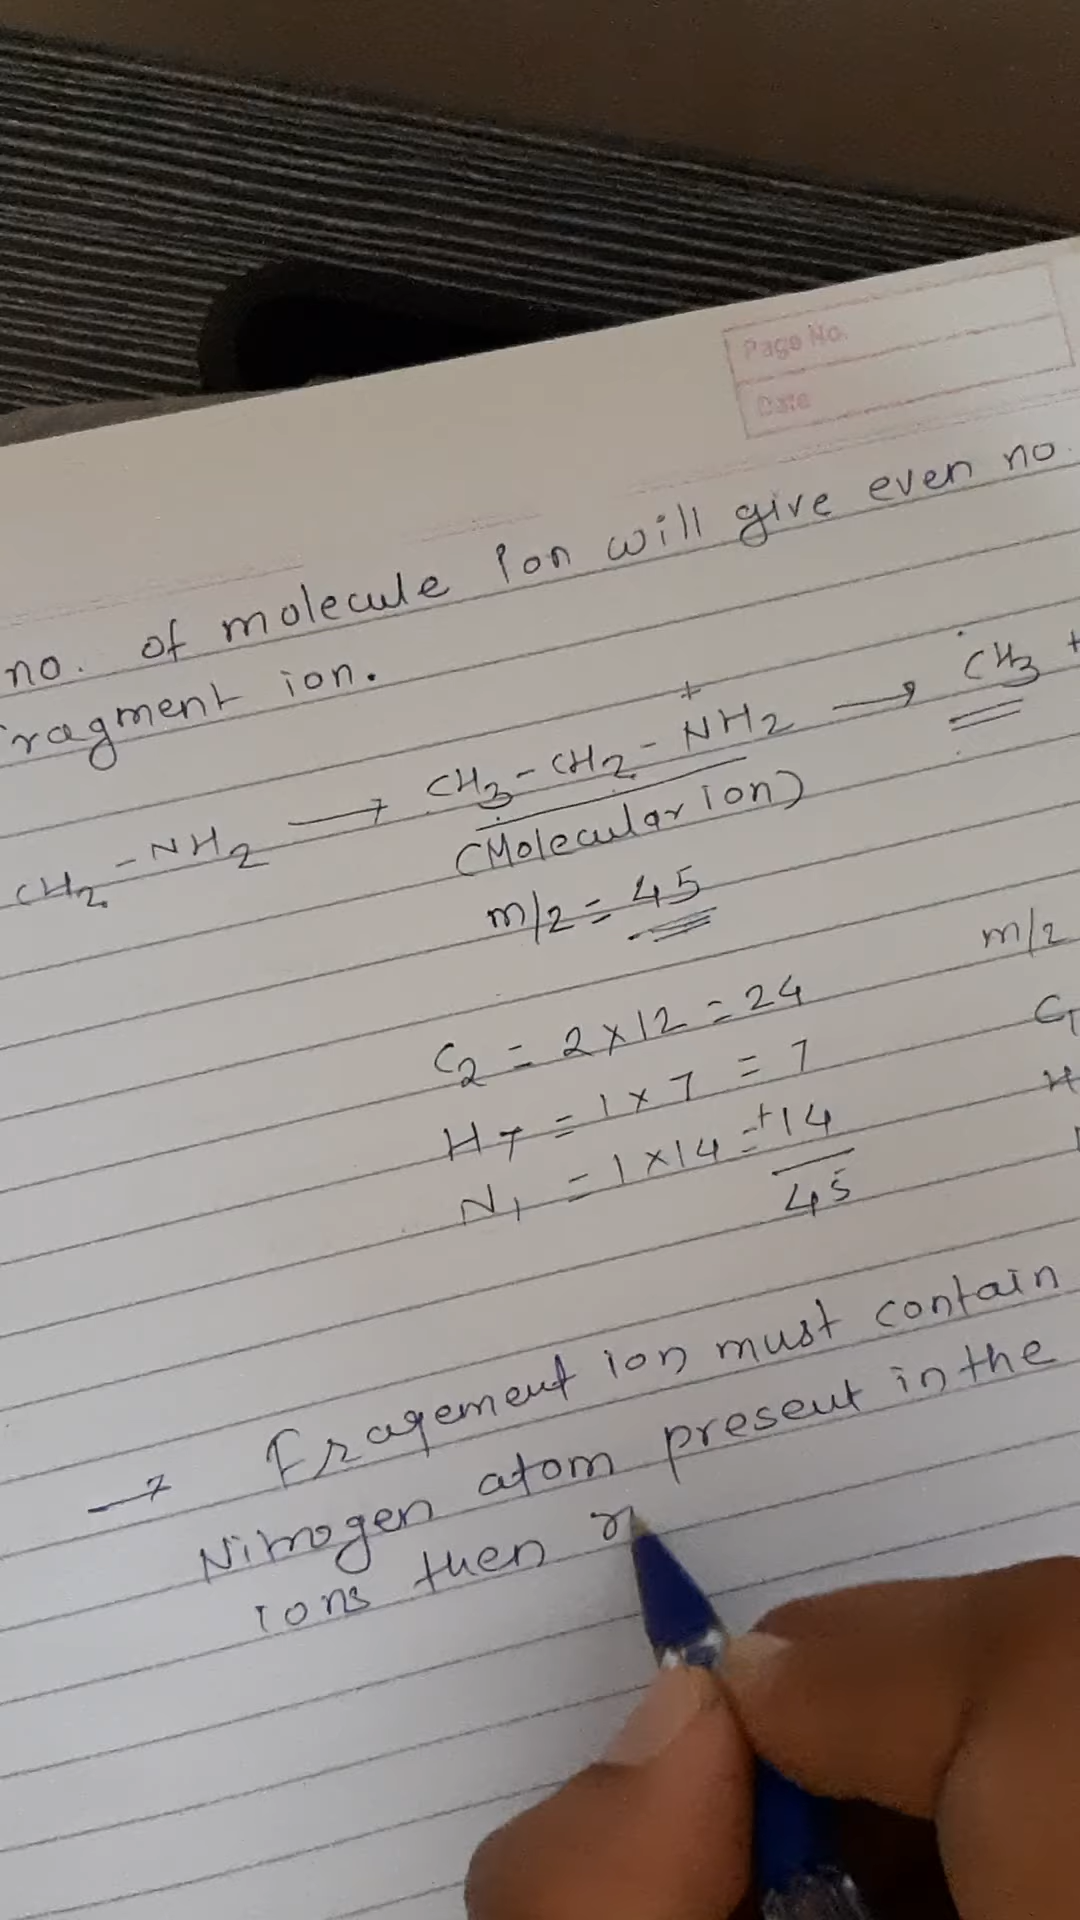 Page No.
Date
no. of molecule ion will give even no.
ragment ion.
CH2 - NH2 → CH3 - CH2 - NH2 + → CH3 +
(Molecular ion)
m/z = 45
m/z
C2 = 2 x 12 = 24
C1
H7 = 1 x 7 = 7
H
N1 = 1 x 14 = +14
45
→ Fragement ion must contain
Nitrogen atom present in the
ions then